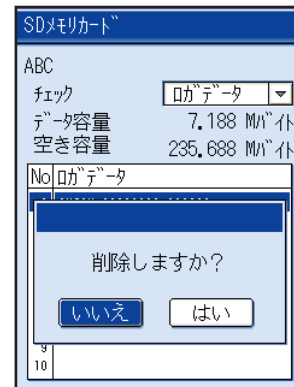 SDﾒﾓﾘｶｰﾄﾞ
ABC
ﾁｪｯｸ ﾛｶﾞﾃﾞｰﾀ
ﾃﾞｰﾀ容量 7.188 Mﾊﾞｲﾄ
空き容量 235.688 Mﾊﾞｲﾄ
No ﾛｶﾞﾃﾞｰﾀ
削除しますか？
いいえ はい
9
10